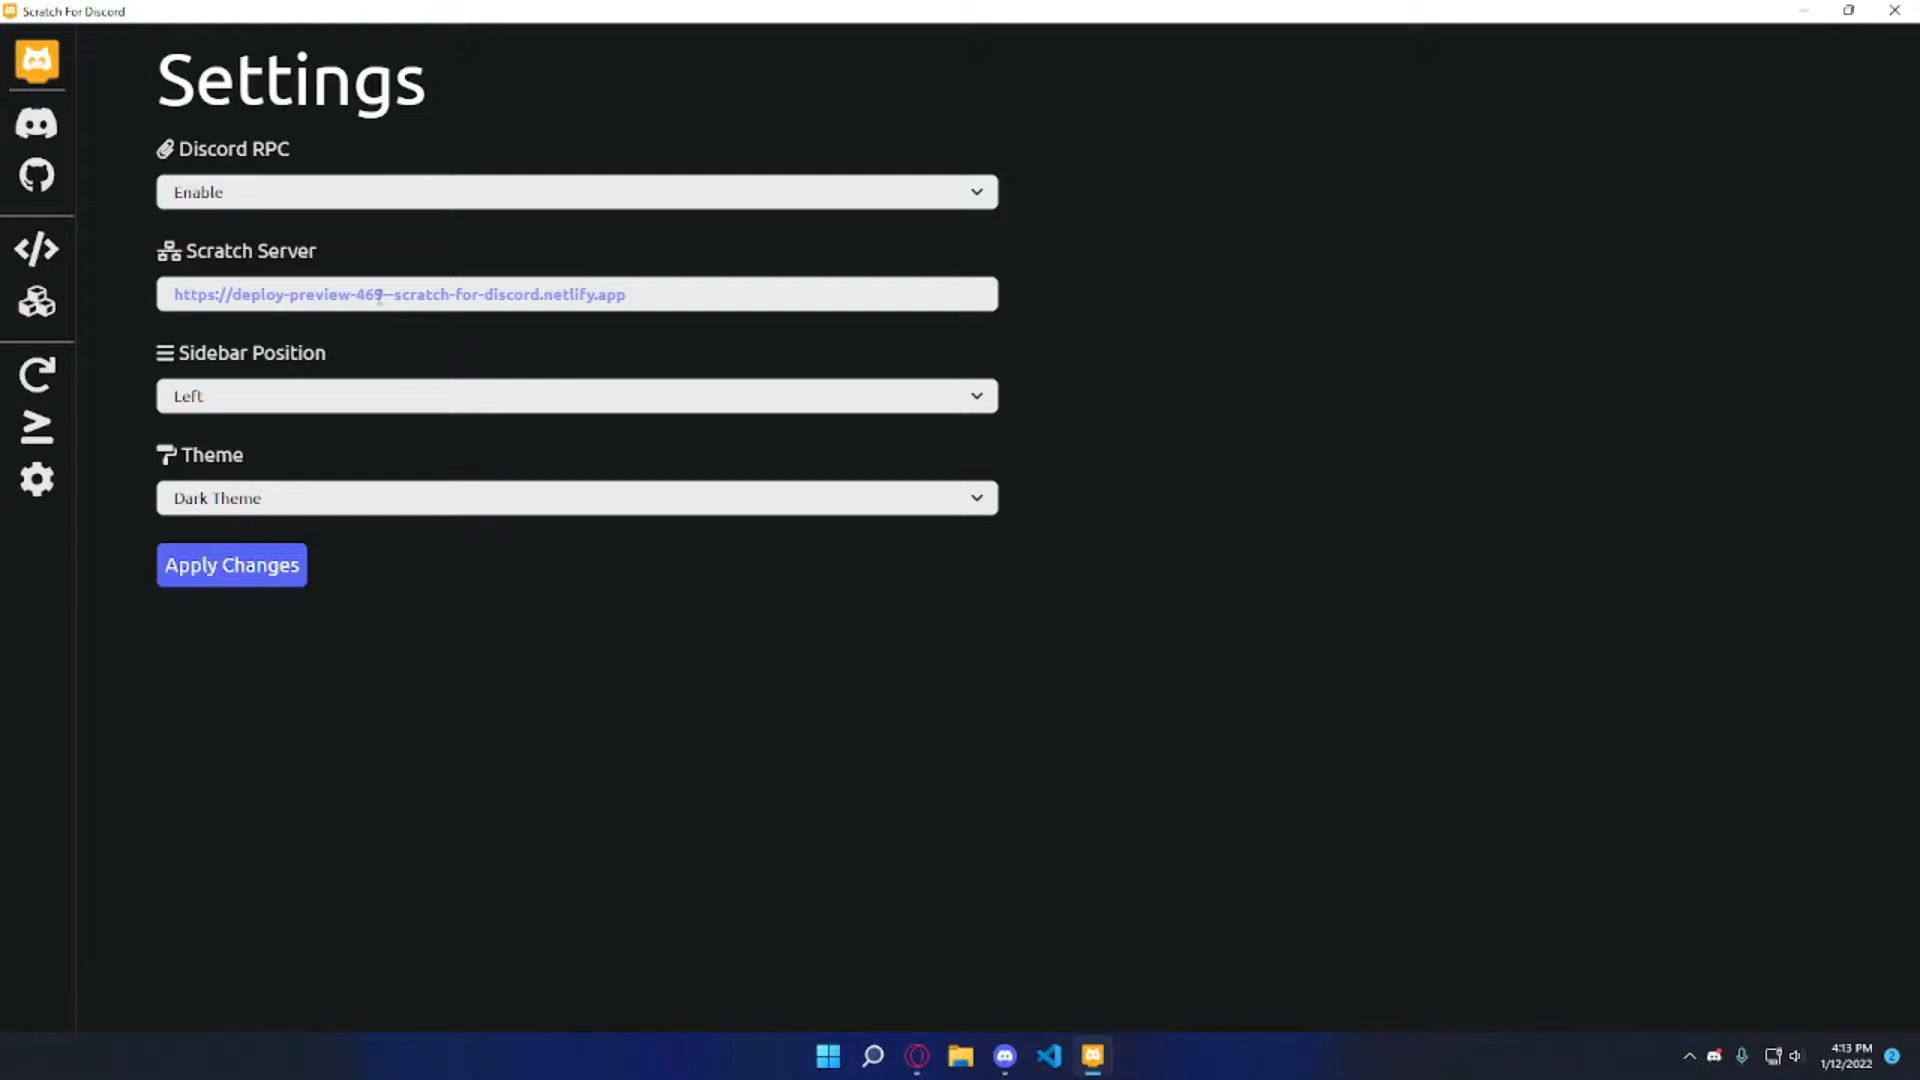 Scratch For Discord
Settings
Discord RPC
Enable
Scratch Server
https://deploy-preview-469--scratch-for-discord.netlify.app
Sidebar Position
Left
Theme
Dark Theme
Apply Changes
4:13 PM
1/12/2022
2